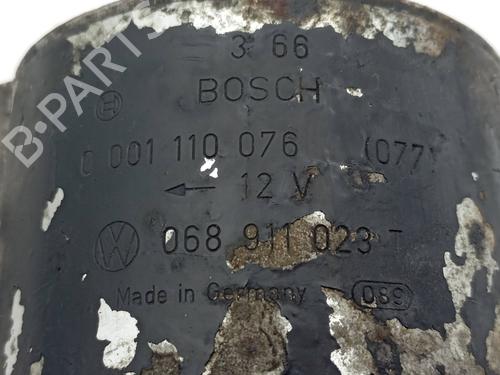 B-PARTS
3 66
BOSCH
0 001 110 076 (077)
← 12 V
068 911 023 T
Made in Germany 089